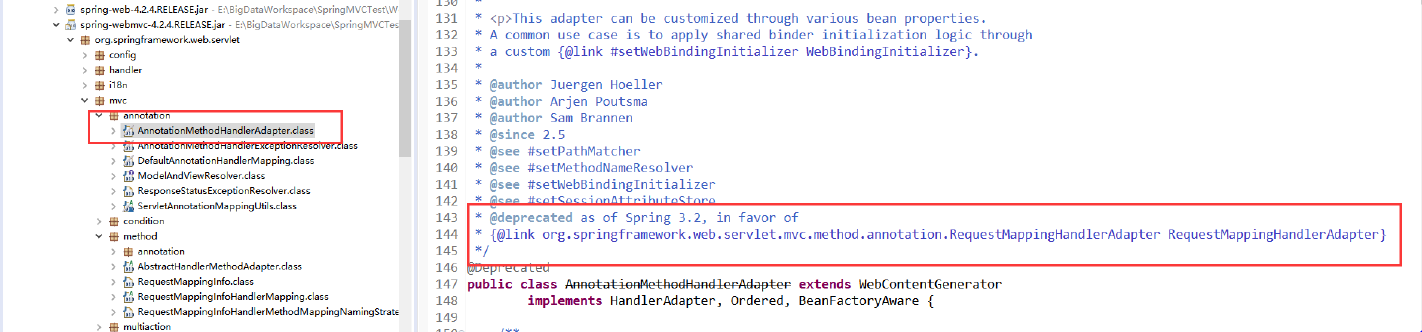 spring-web-4.2.4.RELEASE.jar - E:\BigDataWorkspace\SpringMVCTest\W
spring-webmvc-4.2.4.RELEASE.jar - E:\BigDataWorkspace\SpringMVCTe
org.springframework.web.servlet
config
handler
i18n
mvc
annotation
AnnotationMethodHandlerAdapter.class
AnnotationMethodHandlerExceptionResolver.class
DefaultAnnotationHandlerMapping.class
ModelAndViewResolver.class
ResponseStatusExceptionResolver.class
ServletAnnotationMappingUtils.class
condition
method
annotation
AbstractHandlerMethodAdapter.class
RequestMappingInfo.class
RequestMappingInfoHandlerMapping.class
RequestMappingInfoHandlerMethodMappingNamingStrate
multiaction
130 *
131 * <p>This adapter can be customized through various bean properties.
132 * A common use case is to apply shared binder initialization logic through
133 * a custom {@link #setWebBindingInitializer WebBindingInitializer}.
134 *
135 * @author Juergen Hoeller
136 * @author Arjen Poutsma
137 * @author Sam Brannen
138 * @since 2.5
139 * @see #setPathMatcher
140 * @see #setMethodNameResolver
141 * @see #setWebBindingInitializer
142 * @see #setSessionAttributeStore
143 * @deprecated as of Spring 3.2, in favor of
144 * {@link org.springframework.web.servlet.mvc.method.annotation.RequestMappingHandlerAdapter RequestMappingHandlerAdapter}
145 */
146 @Deprecated
147 public class AnnotationMethodHandlerAdapter extends WebContentGenerator
148 implements HandlerAdapter, Ordered, BeanFactoryAware {
149
150 /**